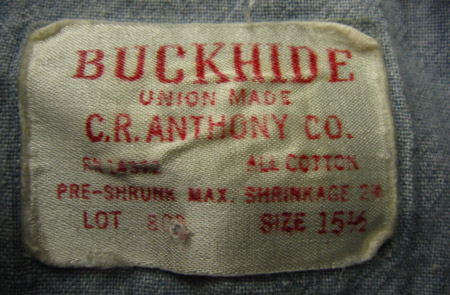 BUCKHIDE
UNION MADE
C.R. ANTHONY CO.
ALL COTTON
PRE-SHRUNK MAX. SHRINKAGE 2%
LOT SIZE 15½